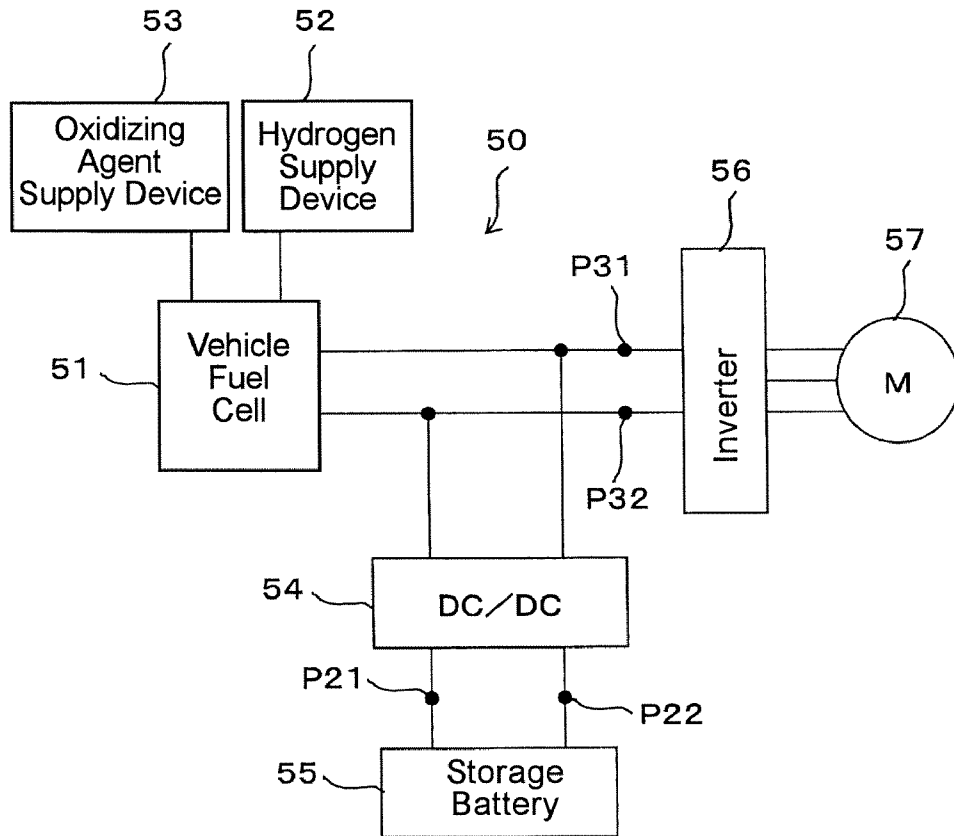 53
52
Oxidizing
Agent
Supply Device
Hydrogen
Supply
Device
50
56
57
P31
51
Vehicle
Fuel
Cell
Inverter
M
P32
54
DC/DC
P21
P22
55
Storage
Battery